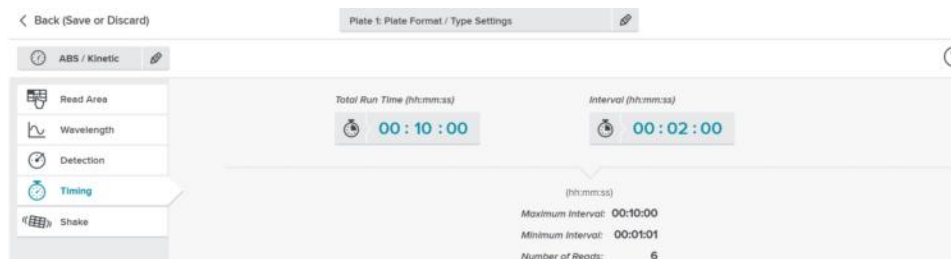 Back (Save or Discard)
Plate 1: Plate Format / Type Settings
ABS / Kinetic
Read Area
Wavelength
Detection
Timing
Shake
Total Run Time (hh:mm:ss)
00 : 10 : 00
Interval (hh:mm:ss)
00 : 02 : 00
(hh:mm:ss)
Maximum Interval: 00:10:00
Minimum Interval: 00:01:01
Number of Reads: 6